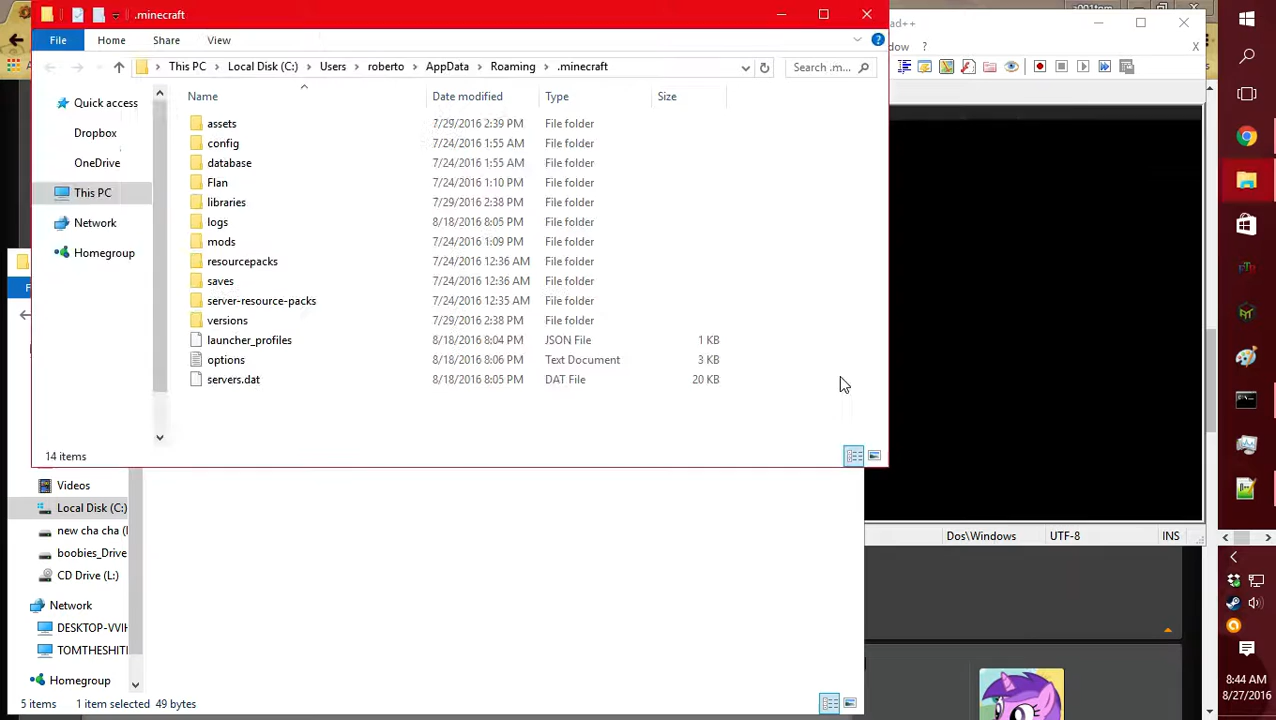 .minecraft
File
Home
Share
View
This PC
Local Disk (C:)
Users
roberto
AppData
Roaming
.minecraft
Search .m...
Name
Date modified
Type
Size
Quick access
Dropbox
OneDrive
This PC
Network
Homegroup
assets 7/29/2016 2:39 PM File folder
config 7/24/2016 1:55 AM File folder
database 7/24/2016 1:55 AM File folder
Flan 7/24/2016 1:10 PM File folder
libraries 7/29/2016 2:38 PM File folder
logs 8/18/2016 8:05 PM File folder
mods 7/24/2016 1:09 PM File folder
resourcepacks 7/24/2016 12:36 AM File folder
saves 7/24/2016 12:36 AM File folder
server-resource-packs 7/24/2016 12:35 AM File folder
versions 7/29/2016 2:38 PM File folder
launcher_profiles 8/18/2016 8:04 PM JSON File 1 KB
options 8/18/2016 8:06 PM Text Document 3 KB
servers.dat 8/18/2016 8:05 PM DAT File 20 KB
14 items
Videos
Local Disk (C:)
new cha cha (
boobies_Drive
CD Drive (L:)
Network
DESKTOP-VVIH
TOMTHESHITI
Homegroup
5 items
1 item selected 49 bytes
ad++
dow
?
X
Dos\Windows
UTF-8
INS
8:44 AM
8/27/2016